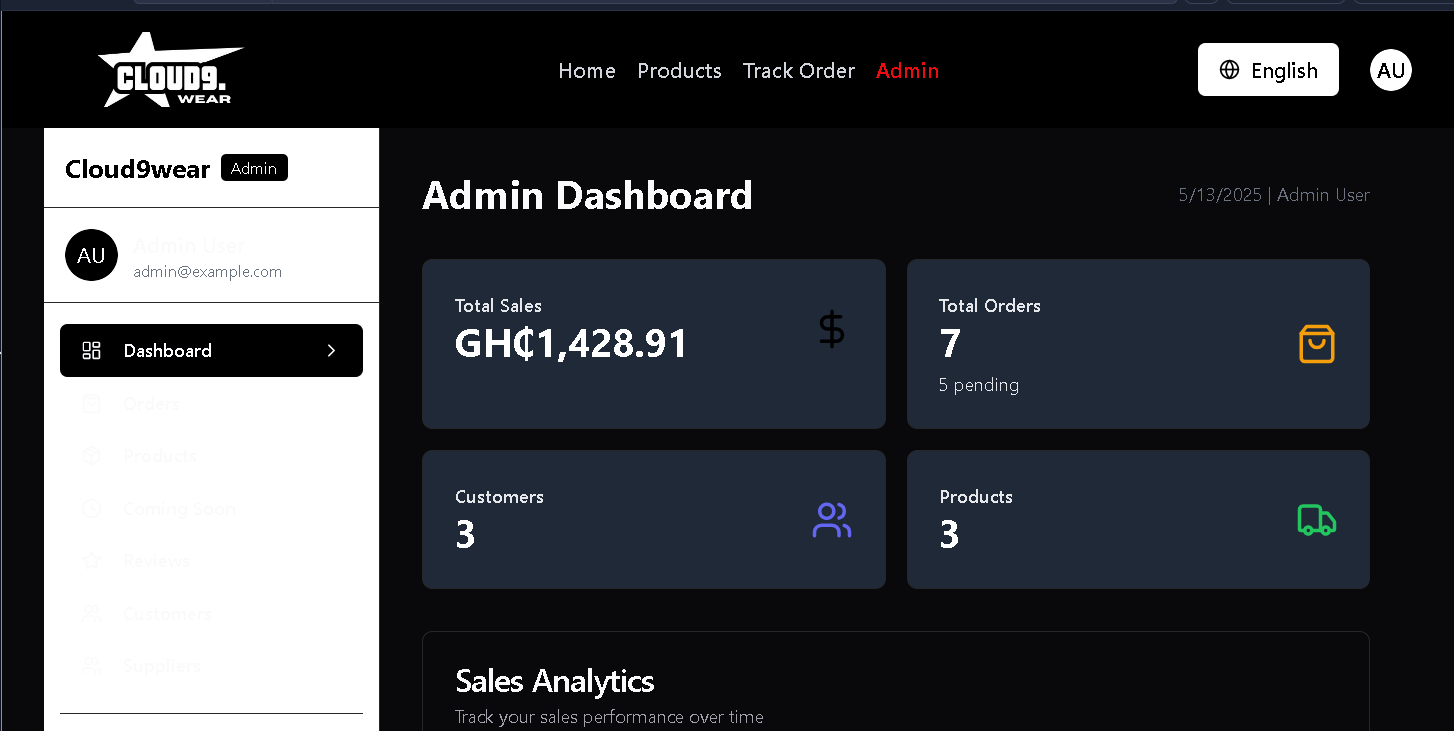 CLOUD9.
WEAR
Home Products Track Order Admin
English
AU
Cloud9wear Admin
AU
Admin User
admin@example.com
Dashboard
Orders
Products
Coming Soon
Reviews
Customers
Suppliers
Admin Dashboard
5/13/2025 | Admin User
Total Sales
GH₵1,428.91
Total Orders
7
5 pending
Customers
3
Products
3
Sales Analytics
Track your sales performance over time